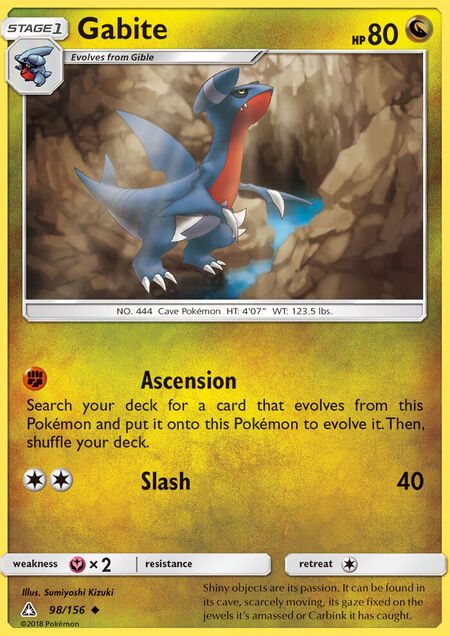 STAGE 1
Gabite
HP 80
Evolves from Gible
NO. 444 Cave Pokémon HT: 4'07" WT: 123.5 lbs.
Ascension
Search your deck for a card that evolves from this
Pokémon and put it onto this Pokémon to evolve it. Then,
shuffle your deck.
Slash 40
weakness ×2 resistance retreat
Illus. Sumiyoshi Kizuki
98/156
©2018 Pokémon
Shiny objects are its passion. It can be found in
its cave, scarcely moving, its gaze fixed on the
jewels it's amassed or Carbink it has caught.